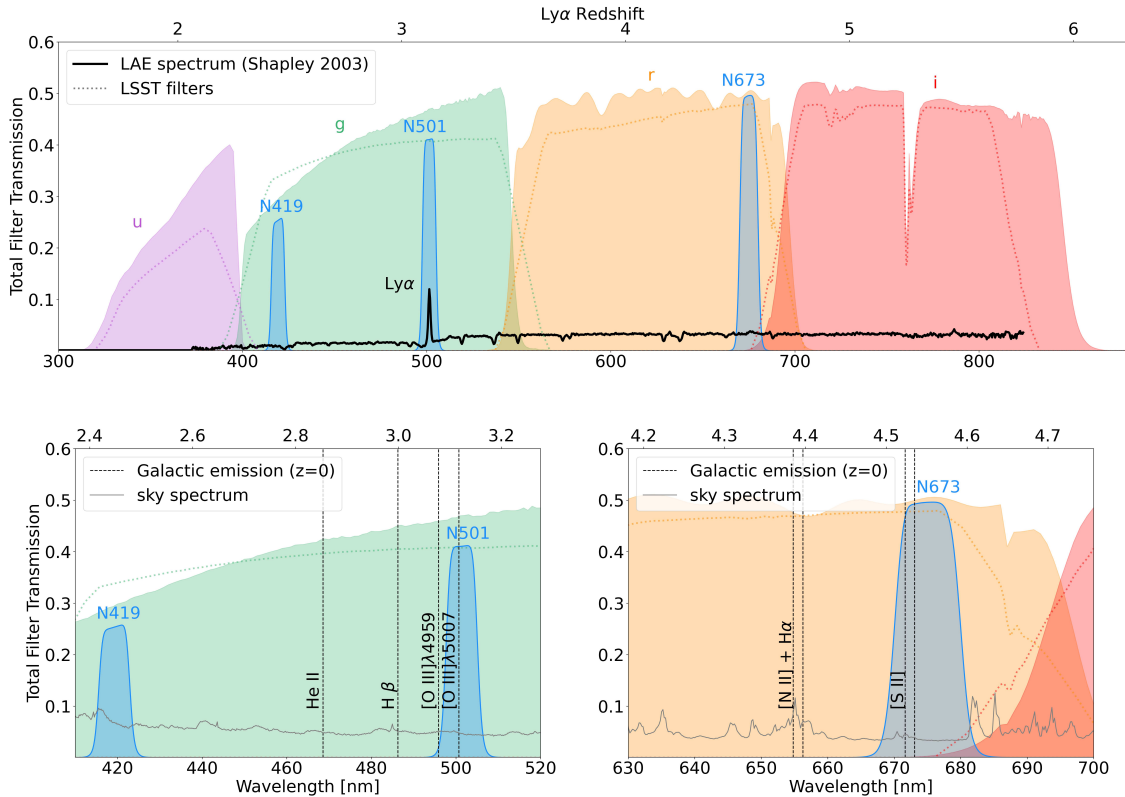 Lyα Redshift
2 3 4 5 6
0.6
LAE spectrum (Shapley 2003)
LSST filters
r
N673
i
0.5
g
N501
0.4
0.3
u
N419
0.2
Lyα
0.1
Total Filter Transmission
300 400 500 600 700 800
2.4 2.6 2.8 3.0 3.2
0.6
Galactic emission (z=0)
sky spectrum
0.5
N501
0.4
0.3
N419
0.2
0.1
He II
H β
[O III]λ4959
[O III]λ5007
Total Filter Transmission
420 440 460 480 500 520
Wavelength [nm]
4.2 4.3 4.4 4.5 4.6 4.7
0.6
Galactic emission (z=0)
sky spectrum
N673
0.5
0.4
0.3
0.2
0.1
[N II] + Hα
[S II]
630 640 650 660 670 680 690 700
Wavelength [nm]